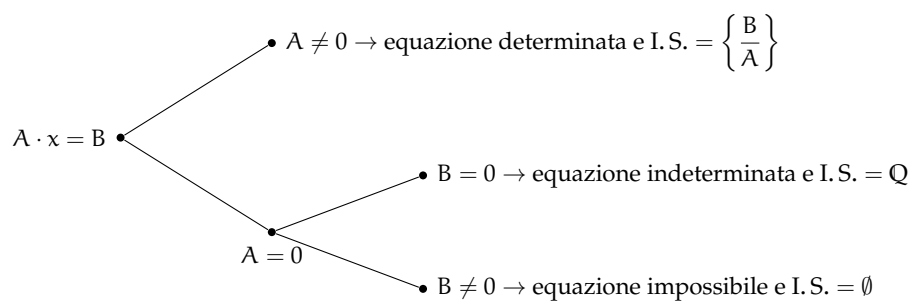 A ≠ 0 → equazione determinata e I. S. = {B/A}
A · x = B
B = 0 → equazione indeterminata e I. S. = ℚ
A = 0
B ≠ 0 → equazione impossibile e I. S. = ∅